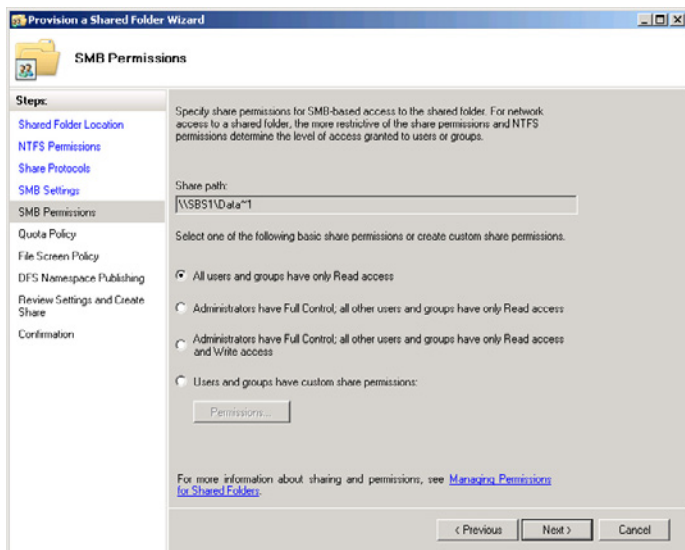 Provision a Shared Folder Wizard
SMB Permissions
Steps:
Shared Folder Location
NTFS Permissions
Share Protocols
SMB Settings
SMB Permissions
Quota Policy
File Screen Policy
DFS Namespace Publishing
Review Settings and Create
Share
Confirmation
Specify share permissions for SMB-based access to the shared folder. For network
access to a shared folder, the more restrictive of the share permissions and NTFS
permissions determine the level of access granted to users or groups.
Share path:
\\SBS1\Data~1
Select one of the following basic share permissions or create custom share permissions.
All users and groups have only Read access
Administrators have Full Control; all other users and groups have only Read access
Administrators have Full Control; all other users and groups have only Read access
and Write access
Users and groups have custom share permissions:
Permissions...
For more information about sharing and permissions, see Managing Permissions
for Shared Folders.
< Previous
Next >
Cancel